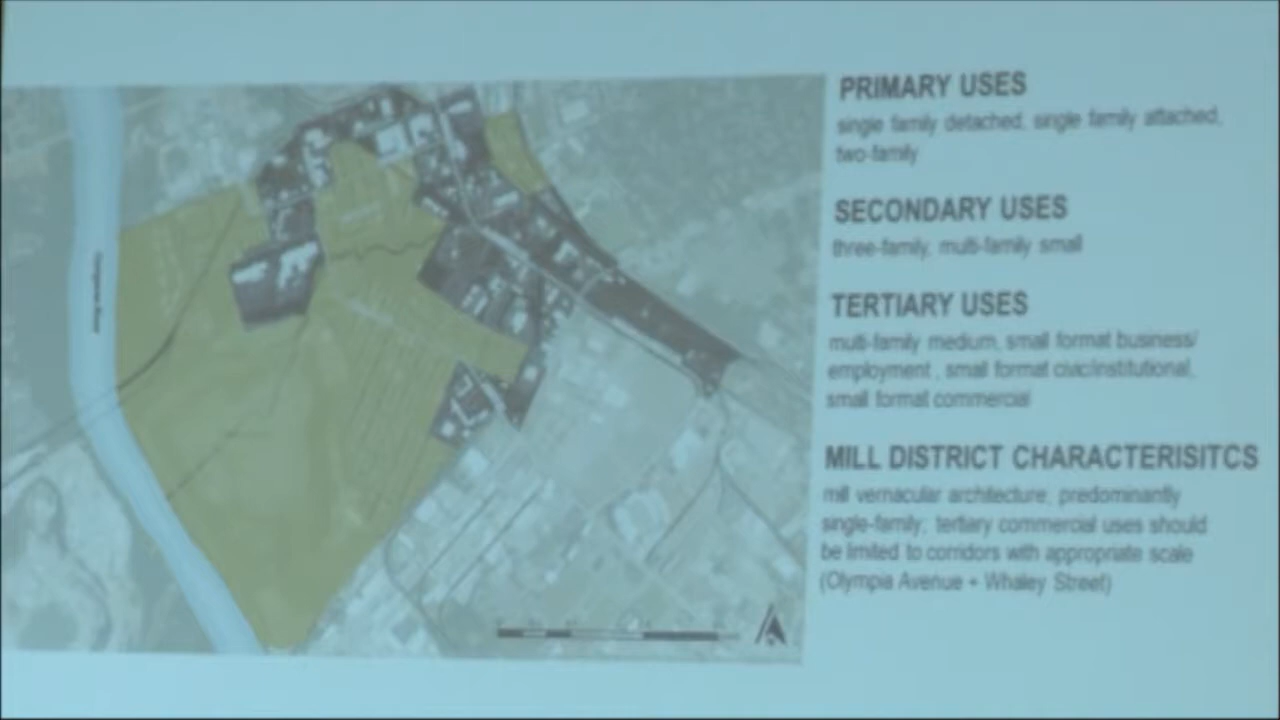 PRIMARY USES
single family detached, single family attached,
two-family
SECONDARY USES
three-family, multi-family small
TERTIARY USES
multi-family medium, small format business/
employment , small format civic/institutional,
small format commercial
MILL DISTRICT CHARACTERISITCS
mill vernacular architecture; predominantly
single-family; tertiary commercial uses should
be limited to corridors with appropriate scale
(Olympia Avenue + Whaley Street)